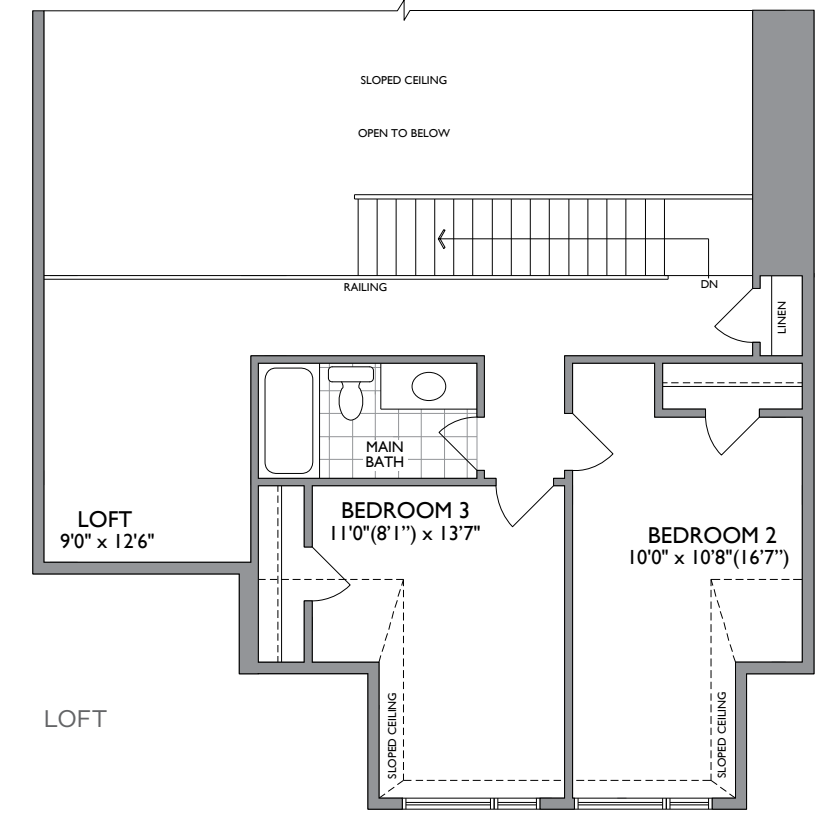 SLOPED CEILING
OPEN TO BELOW
RAILING
DN
LINEN
MAIN
BATH
LOFT
9'0" x 12'6"
BEDROOM 3
11'0"(8'1”) x 13'7"
BEDROOM 2
10'0" x 10'8"(16'7”)
SLOPED CEILING
SLOPED CEILING
LOFT